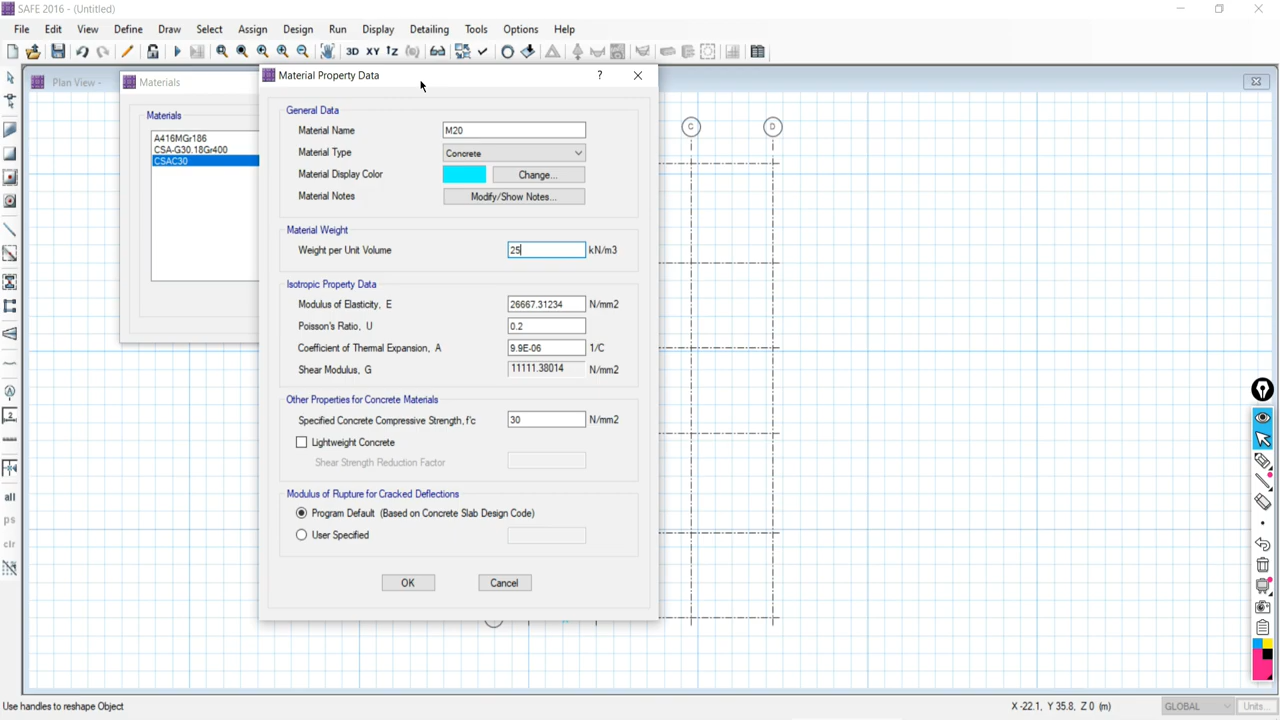 SAFE 2016 - (Untitled)
File Edit View Define Draw Select Assign Design Run Display Detailing Tools Options Help
3D XY
Plan View -
Materials
Materials
A416MGr186
CSA-G30.18Gr400
CSAC30
Material Property Data
?
General Data
Material Name M20
Material Type Concrete
Material Display Color Change...
Material Notes Modify/Show Notes...
Material Weight
Weight per Unit Volume 25 kN/m3
Isotropic Property Data
Modulus of Elasticity, E 26667.31234 N/mm2
Poisson's Ratio, U 0.2
Coefficient of Thermal Expansion, A 9.9E-06 1/C
Shear Modulus, G 11111.38014 N/mm2
Other Properties for Concrete Materials
Specified Concrete Compressive Strength, f'c 30 N/mm2
Lightweight Concrete
Shear Strength Reduction Factor
Modulus of Rupture for Cracked Deflections
Program Default (Based on Concrete Slab Design Code)
User Specified
OK Cancel
C D
all
ps
clr
Use handles to reshape Object
X -22.1, Y 35.8, Z 0 (m)
GLOBAL
Units...